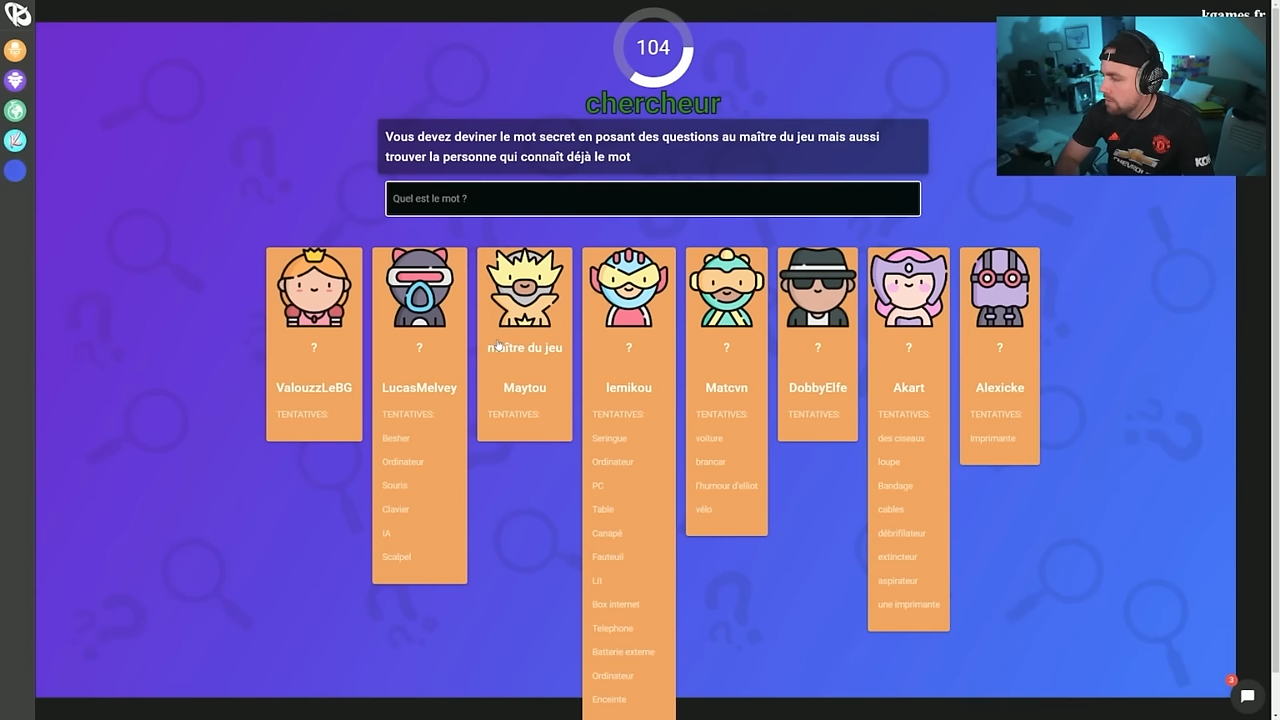 kgames.fr
104
chercheur
Vous devez deviner le mot secret en posant des questions au maître du jeu mais aussi
trouver la personne qui connaît déjà le mot
Quel est le mot ?
?
ValouzzLeBG
TENTATIVES:
?
LucasMelvey
TENTATIVES:
Besher
Ordinateur
Souris
Clavier
IA
Scalpel
maître du jeu
Maytou
TENTATIVES:
?
lemikou
TENTATIVES:
Seringue
Ordinateur
PC
Table
Canapé
Fauteuil
Lit
Box internet
Telephone
Batterie externe
Ordinateur
Enceinte
?
Matcvn
TENTATIVES:
voiture
brancar
l'humour d'elliot
vélo
?
DobbyElfe
TENTATIVES:
?
Akart
TENTATIVES:
des ciseaux
loupe
Bandage
cables
débrifillateur
extincteur
aspirateur
une imprimante
?
Alexicke
TENTATIVES:
Imprimante
CHEVROLET
3